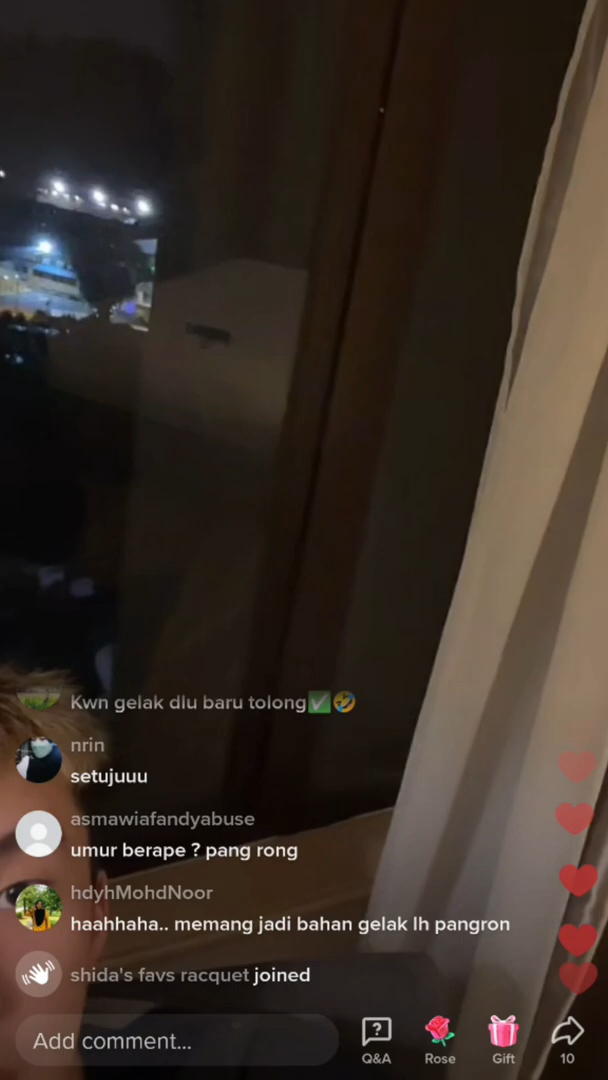 Kwn gelak dlu baru tolong✅🤣
nrin
setujuuu
asmawiafandyabuse
umur berape ? pang rong
hdyhMohdNoor
haahhaha.. memang jadi bahan gelak lh pangron
shida's favs racquet joined
Add comment...
Q&A
Rose
Gift
10